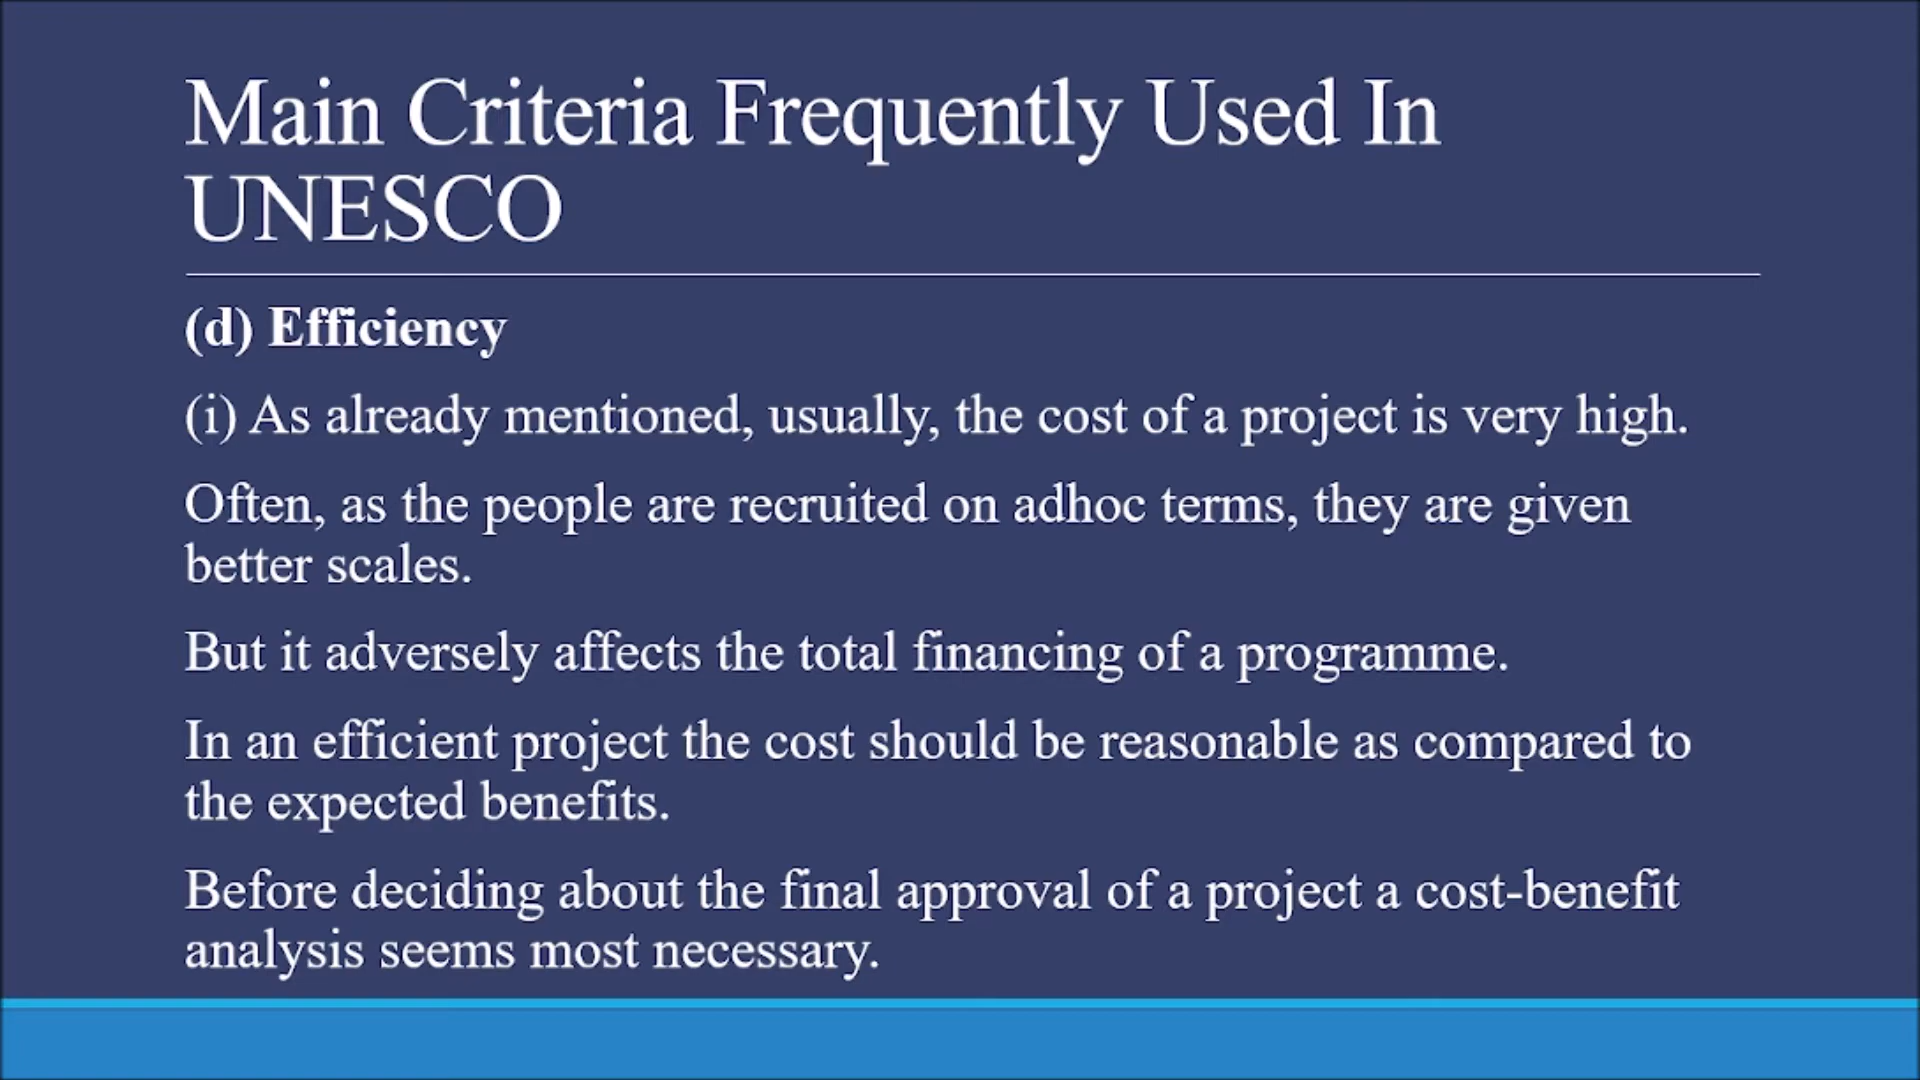 Main Criteria Frequently Used In
UNESCO
(d) Efficiency
(i) As already mentioned, usually, the cost of a project is very high.
Often, as the people are recruited on adhoc terms, they are given
better scales.
But it adversely affects the total financing of a programme.
In an efficient project the cost should be reasonable as compared to
the expected benefits.
Before deciding about the final approval of a project a cost-benefit
analysis seems most necessary.